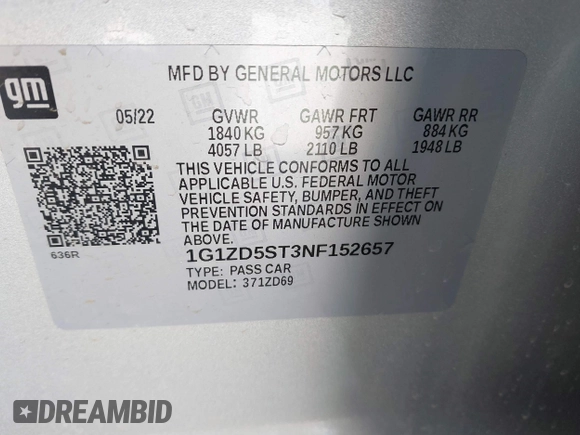 gm
MFD BY GENERAL MOTORS LLC
05/22 GVWR GAWR FRT GAWR RR
1840 KG 957 KG 884 KG
4057 LB 2110 LB 1948 LB
THIS VEHICLE CONFORMS TO ALL
APPLICABLE U.S. FEDERAL MOTOR
VEHICLE SAFETY, BUMPER, AND THEFT
PREVENTION STANDARDS IN EFFECT ON
THE DATE OF MANUFACTURE SHOWN
ABOVE.
636R
1G1ZD5ST3NF152657
TYPE: PASS CAR
MODEL: 371ZD69
DREAMBID